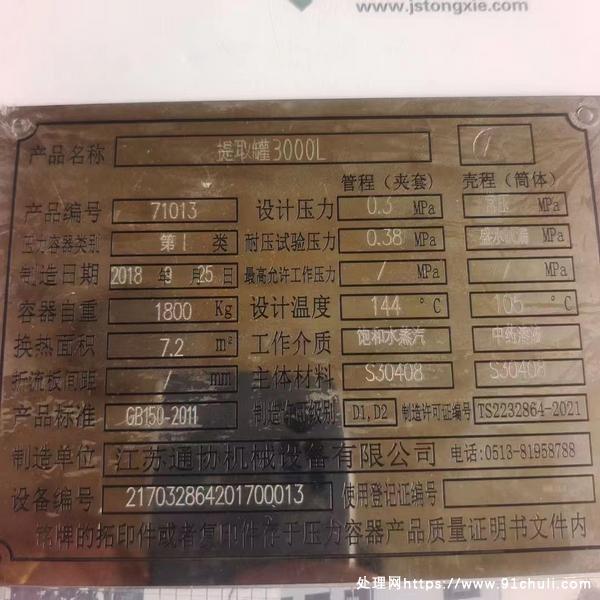 www.jstongxie.com
产品名称 提取罐3000L
管程（夹套） 壳程（简体）
产品编号 71013 设计压力 0.3 MPa 常压 MPa
压力容器类别 第Ⅰ类 耐压试验压力 0.38 MPa 盛水试漏 MPa
制造日期 2018 年 9 月 25 日 最高允许工作压力 / MPa / MPa
容器自重 1800 Kg 设计温度 144 °C 105 °C
换热面积 7.2 m² 工作介质 饱和水蒸汽 中药溶液
折流板间距 / mm 主体材料 S30408 S30408
产品标准 GB150-2011 制造许可级别 D1,D2 制造许可证编号 TS2232864-2021
制造单位 江苏通协机械设备有限公司 电话:0513-81958788
设备编号 217032864201700013 使用登记证编号
铭牌的拓印件或者复印件存于压力容器产品质量证明书文件内
处理网https://www.91chuli.com/